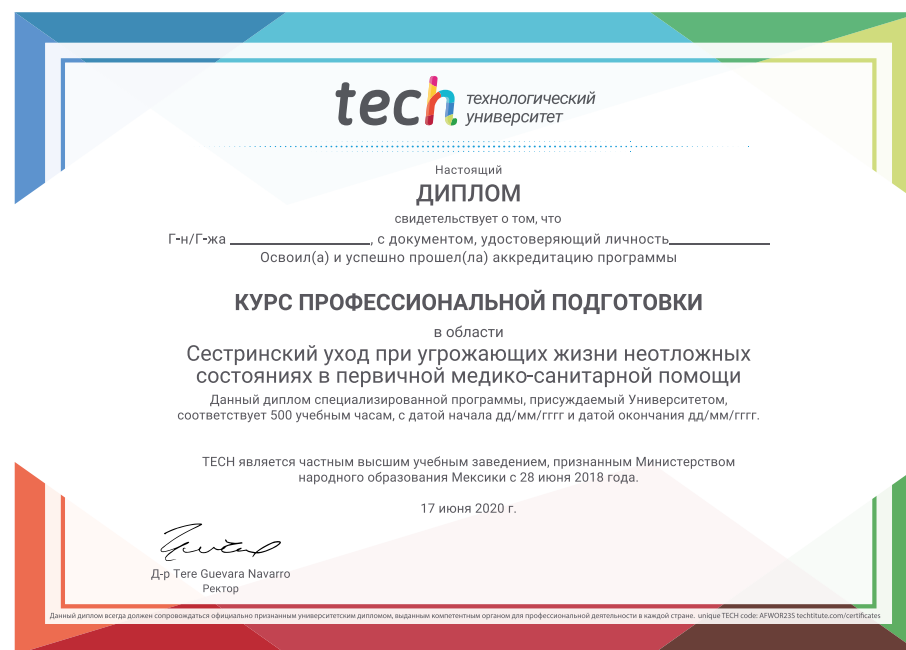 tech технологический
университет
Настоящий
ДИПЛОМ
свидетельствует о том, что
Г-н/Г-жа ____________________, с документом, удостоверяющий личность______________
Освоил(а) и успешно прошел(ла) аккредитацию программы
КУРС ПРОФЕССИОНАЛЬНОЙ ПОДГОТОВКИ
в области
Сестринский уход при угрожающих жизни неотложных
состояниях в первичной медико-санитарной помощи
Данный диплом специализированной программы, присуждаемый Университетом,
соответствует 500 учебным часам, с датой начала дд/мм/гггг и датой окончания дд/мм/гггг.
TECH является частным высшим учебным заведением, признанным Министерством
народного образования Мексики с 28 июня 2018 года.
17 июня 2020 г.
Д-р Tere Guevara Navarro
Ректор
Данный диплом всегда должен сопровождаться официально признанным университетским дипломом, выданным компетентным органом для профессиональной деятельности в каждой стране. unique TECH code: AFWOR23S techtitute.com/certificates